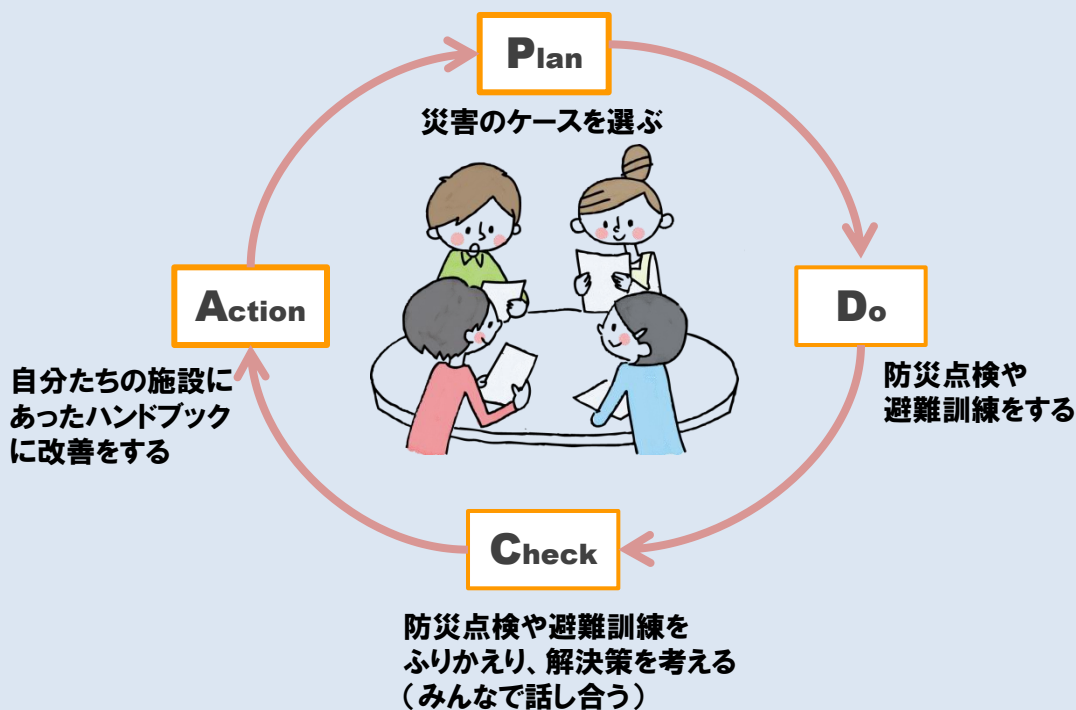 Plan
災害のケースを選ぶ
Do
防災点検や
避難訓練をする
Check
防災点検や避難訓練を
ふりかえり、解決策を考える
（みんなで話し合う）
Action
自分たちの施設に
あったハンドブック
に改善をする